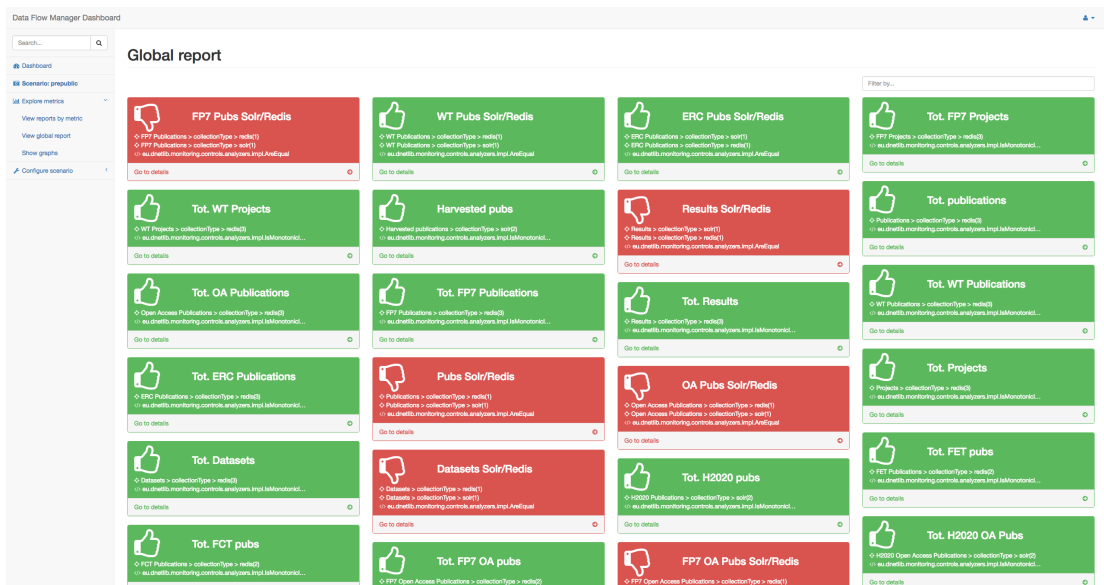 Data Flow Manager Dashboard
Search...
Dashboard
Scenario: prepublic
Explore metrics
View reports by metric
View global report
Show graphs
Configure scenario
Global report
Filter by...
FP7 Pubs Solr/Redis
FP7 Publications > collectionType > redis(1)
FP7 Publications > collectionType > solr(1)
</> eu.dnetlib.monitoring.controls.analyzers.impl.AreEqual
Go to details
Tot. WT Projects
WT Projects > collectionType > redis(3)
</> eu.dnetlib.monitoring.controls.analyzers.impl.IsMonotonicI...
Go to details
Tot. OA Publications
Open Access Publications > collectionType > redis(3)
</> eu.dnetlib.monitoring.controls.analyzers.impl.IsMonotonicI...
Go to details
Tot. ERC Publications
ERC Publications > collectionType > redis(3)
</> eu.dnetlib.monitoring.controls.analyzers.impl.IsMonotonicI...
Go to details
Tot. Datasets
Datasets > collectionType > redis(3)
</> eu.dnetlib.monitoring.controls.analyzers.impl.IsMonotonicI...
Go to details
Tot. FCT pubs
FCT Publications > collectionType > redis(2)
</> eu.dnetlib.monitoring.controls.analyzers.impl.IsMonotonicI...
WT Pubs Solr/Redis
WT Publications > collectionType > redis(1)
WT Publications > collectionType > solr(1)
</> eu.dnetlib.monitoring.controls.analyzers.impl.AreEqual
Go to details
Harvested pubs
Harvested publications > collectionType > solr(2)
</> eu.dnetlib.monitoring.controls.analyzers.impl.IsMonotonicI...
Go to details
Tot. FP7 Publications
FP7 Publications > collectionType > redis(3)
</> eu.dnetlib.monitoring.controls.analyzers.impl.IsMonotonicI...
Go to details
Pubs Solr/Redis
Publications > collectionType > redis(1)
Publications > collectionType > solr(1)
</> eu.dnetlib.monitoring.controls.analyzers.impl.AreEqual
Go to details
Datasets Solr/Redis
Datasets > collectionType > redis(1)
Datasets > collectionType > solr(1)
</> eu.dnetlib.monitoring.controls.analyzers.impl.AreEqual
Go to details
Tot. FP7 OA pubs
FP7 Open Access Publications > collectionType > redis(2)
ERC Pubs Solr/Redis
ERC Publications > collectionType > solr(1)
ERC Publications > collectionType > redis(1)
</> eu.dnetlib.monitoring.controls.analyzers.impl.AreEqual
Go to details
Results Solr/Redis
Results > collectionType > solr(1)
Results > collectionType > redis(1)
</> eu.dnetlib.monitoring.controls.analyzers.impl.AreEqual
Go to details
Tot. Results
Results > collectionType > redis(3)
</> eu.dnetlib.monitoring.controls.analyzers.impl.IsMonotonicI...
Go to details
OA Pubs Solr/Redis
Open Access Publications > collectionType > redis(1)
Open Access Publications > collectionType > solr(1)
</> eu.dnetlib.monitoring.controls.analyzers.impl.AreEqual
Go to details
Tot. H2020 pubs
H2020 Publications > collectionType > solr(2)
</> eu.dnetlib.monitoring.controls.analyzers.impl.IsMonotonicI...
Go to details
FP7 OA Pubs Solr/Redis
FP7 Open Access Publications > collectionType > redis(1)
Tot. FP7 Projects
FP7 Projects > collectionType > redis(3)
</> eu.dnetlib.monitoring.controls.analyzers.impl.IsMonotonicI...
Go to details
Tot. publications
Publications > collectionType > redis(3)
</> eu.dnetlib.monitoring.controls.analyzers.impl.IsMonotonicI...
Go to details
Tot. WT Publications
WT Publications > collectionType > redis(3)
</> eu.dnetlib.monitoring.controls.analyzers.impl.IsMonotonicI...
Go to details
Tot. Projects
Projects > collectionType > redis(3)
</> eu.dnetlib.monitoring.controls.analyzers.impl.IsMonotonicI...
Go to details
Tot. FET pubs
FET Publications > collectionType > redis(2)
</> eu.dnetlib.monitoring.controls.analyzers.impl.IsMonotonicI...
Go to details
Tot. H2020 OA Pubs
H2020 Open Access Publications > collectionType > solr(2)
</> eu.dnetlib.monitoring.controls.analyzers.impl.IsMonotonicI...
Go to details